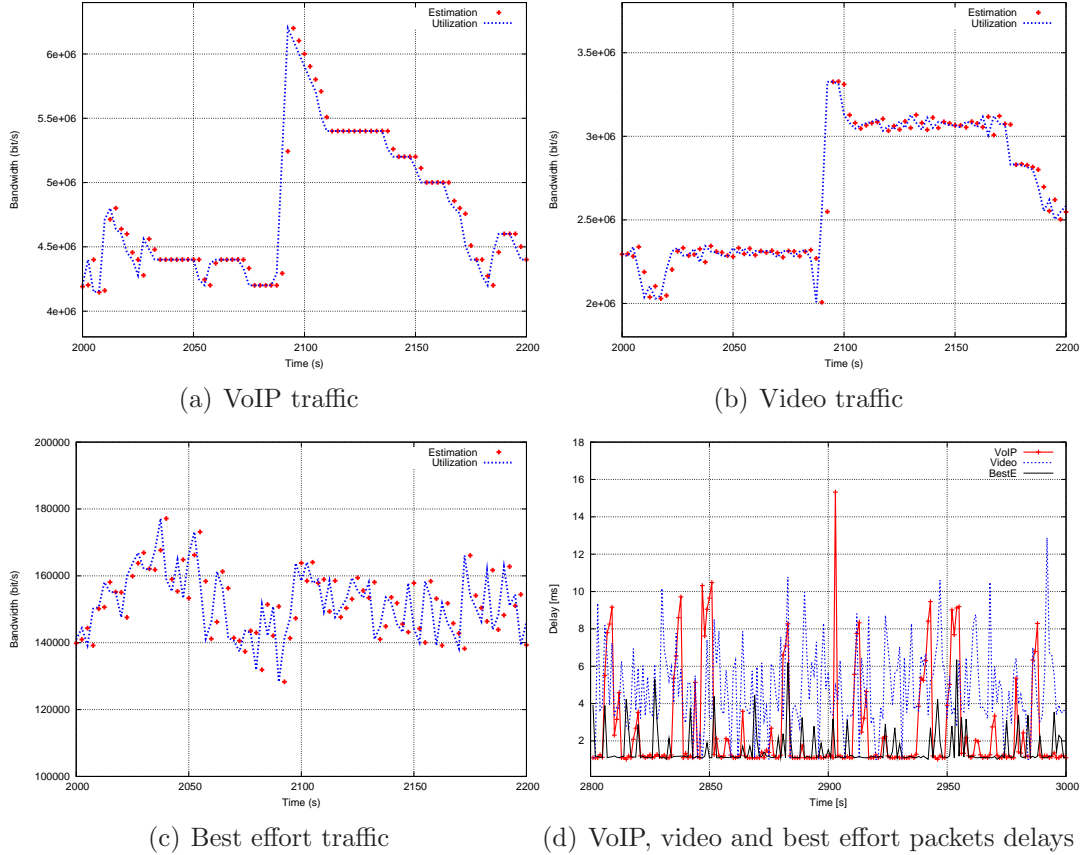 Estimation
Utilization
6e+06
5.5e+06
5e+06
4.5e+06
4e+06
Bandwidth (bit/s)
2000
2050
2100
2150
2200
Time (s)
(a) VoIP traffic
Estimation
Utilization
3.5e+06
3e+06
2.5e+06
2e+06
Bandwidth (bit/s)
2000
2050
2100
2150
2200
Time (s)
(b) Video traffic
Estimation
Utilization
200000
180000
160000
140000
120000
100000
Bandwidth (bit/s)
2000
2050
2100
2150
2200
Time (s)
(c) Best effort traffic
VoIP
Video
BestE
18
16
14
12
10
8
6
4
2
Delay [ms]
2800
2850
2900
2950
3000
Time [s]
(d) VoIP, video and best effort packets delays